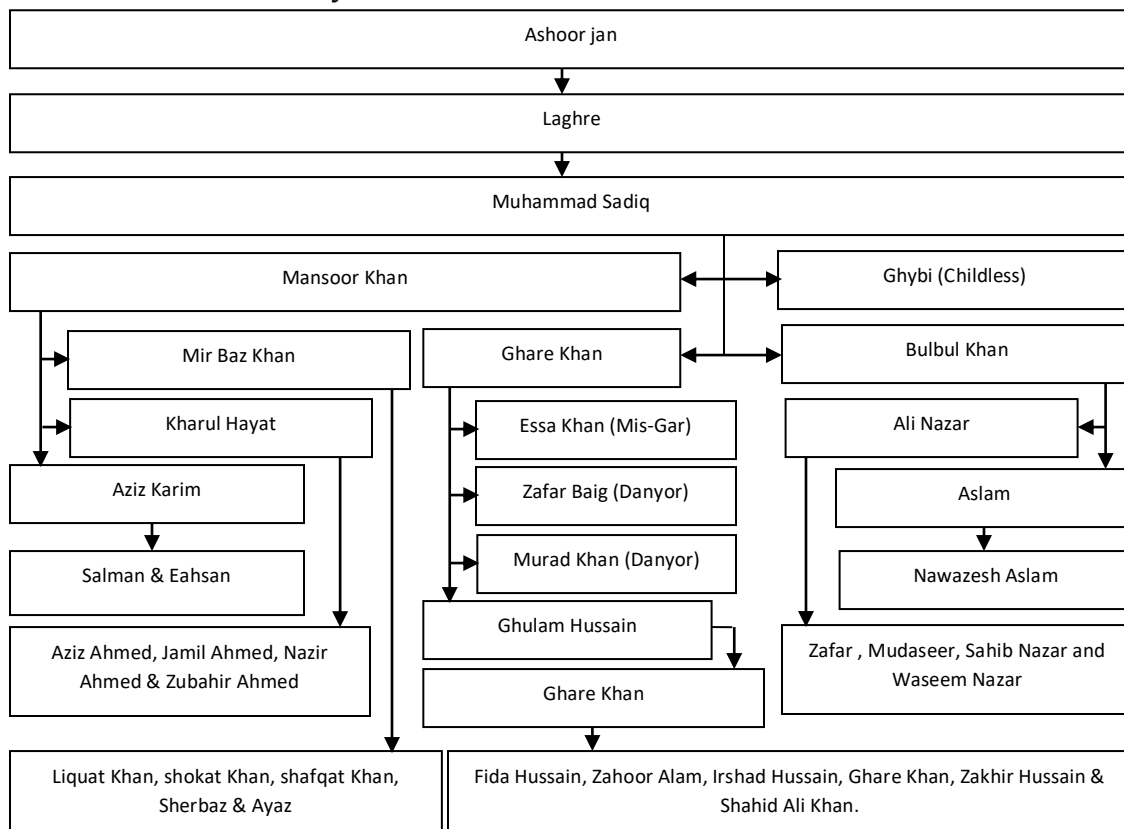 Ashoor jan
Laghre
Muhammad Sadiq
Mansoor Khan
Ghybi (Childless)
Mir Baz Khan
Ghare Khan
Bulbul Khan
Kharul Hayat
Essa Khan (Mis-Gar)
Ali Nazar
Aziz Karim
Zafar Baig (Danyor)
Aslam
Salman & Eahsan
Murad Khan (Danyor)
Nawazesh Aslam
Ghulam Hussain
Aziz Ahmed, Jamil Ahmed, Nazir
Ahmed & Zubahir Ahmed
Zafar , Mudaseer, Sahib Nazar and
Waseem Nazar
Ghare Khan
Liquat Khan, shokat Khan, shafqat Khan,
Sherbaz & Ayaz
Fida Hussain, Zahoor Alam, Irshad Hussain, Ghare Khan, Zakhir Hussain &
Shahid Ali Khan.